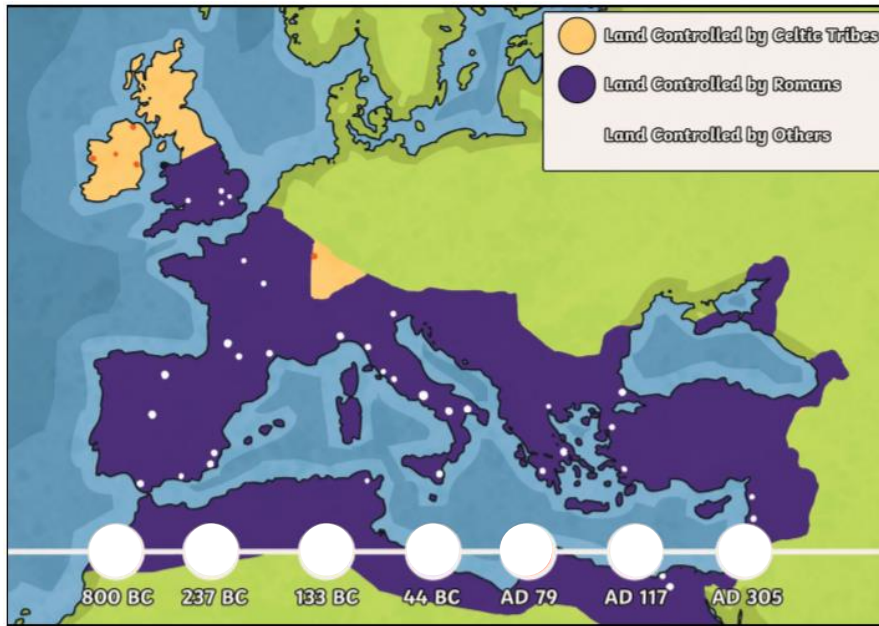 Land Controlled by Celtic Tribes
Land Controlled by Romans
Land Controlled by Others
800 BC
237 BC
133 BC
44 BC
AD 79
AD 117
AD 305